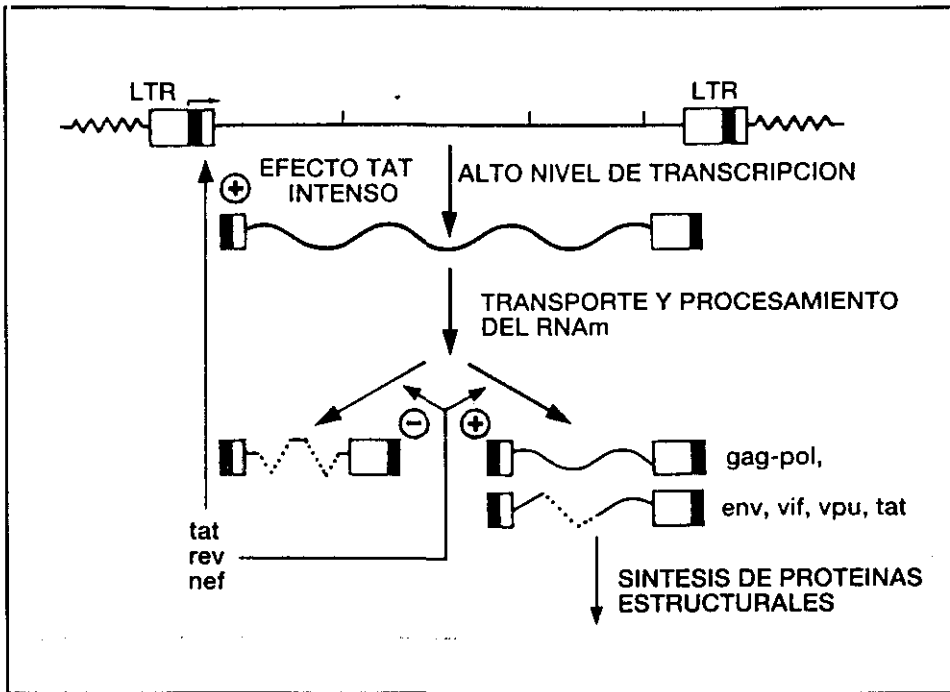 LTR
LTR
EFECTO TAT
INTENSO
ALTO NIVEL DE TRANSCRIPCION
+
TRANSPORTE Y PROCESAMIENTO
DEL RNAm
−
+
gag-pol,
env, vif, vpu, tat
tat
rev
nef
SINTESIS DE PROTEINAS
ESTRUCTURALES